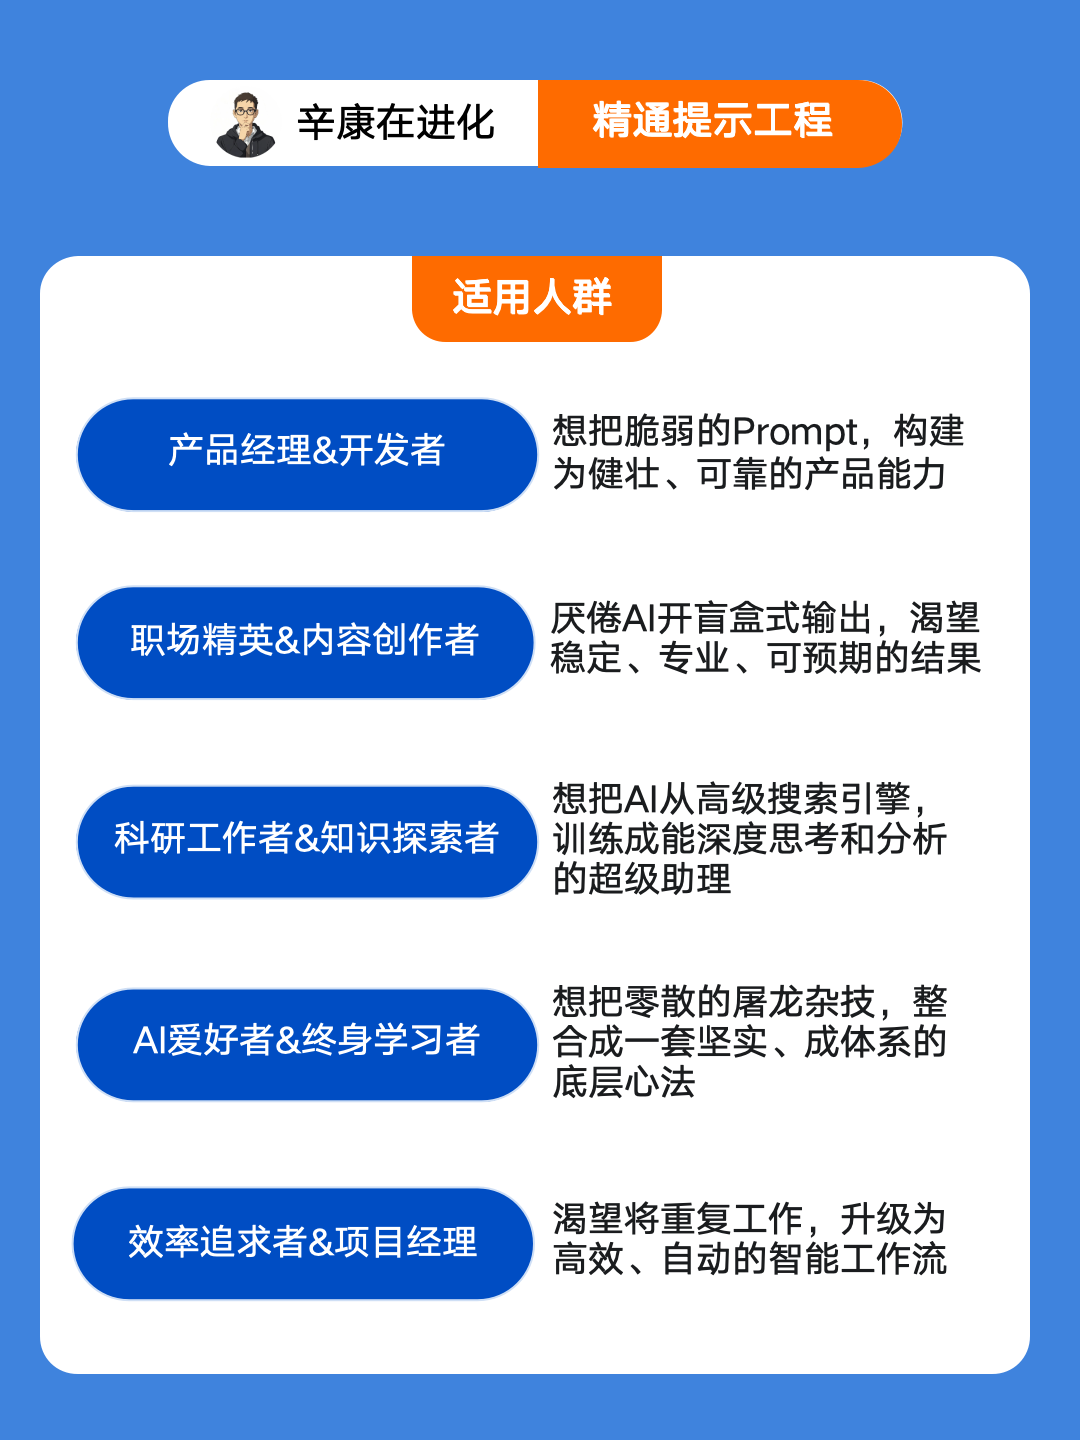 辛康在进化
精通提示工程
适用人群
产品经理&开发者
想把脆弱的Prompt，构建
为健壮、可靠的产品能力
职场精英&内容创作者
厌倦AI开盲盒式输出，渴望
稳定、专业、可预期的结果
科研工作者&知识探索者
想把AI从高级搜索引擎，
训练成能深度思考和分析
的超级助理
AI爱好者&终身学习者
想把零散的屠龙杂技，整
合成一套坚实、成体系的
底层心法
效率追求者&项目经理
渴望将重复工作，升级为
高效、自动的智能工作流